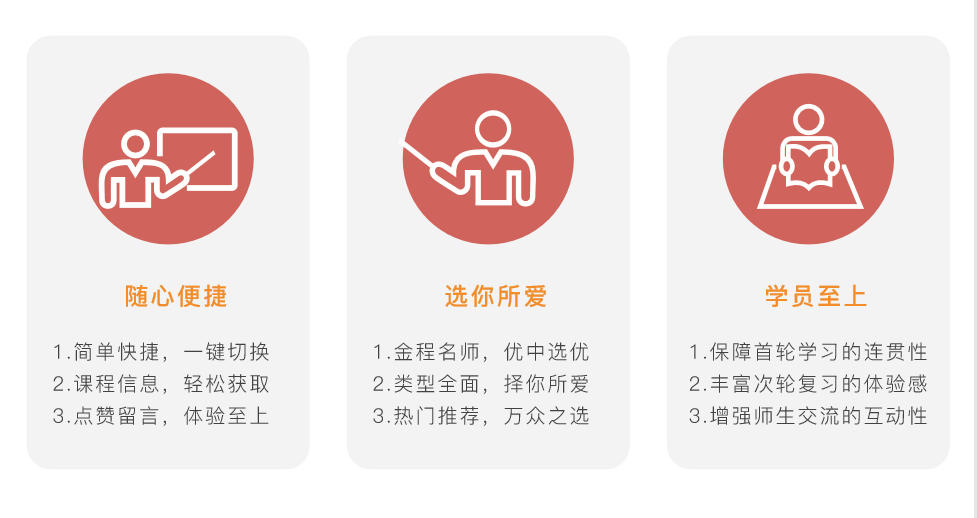 随心便捷
1.简单快捷，一键切换
2.课程信息，轻松获取
3.点赞留言，体验至上
选你所爱
1.金程名师，优中选优
2.类型全面，择你所爱
3.热门推荐，万众之选
学员至上
1.保障首轮学习的连贯性
2.丰富次轮复习的体验感
3.增强师生交流的互动性